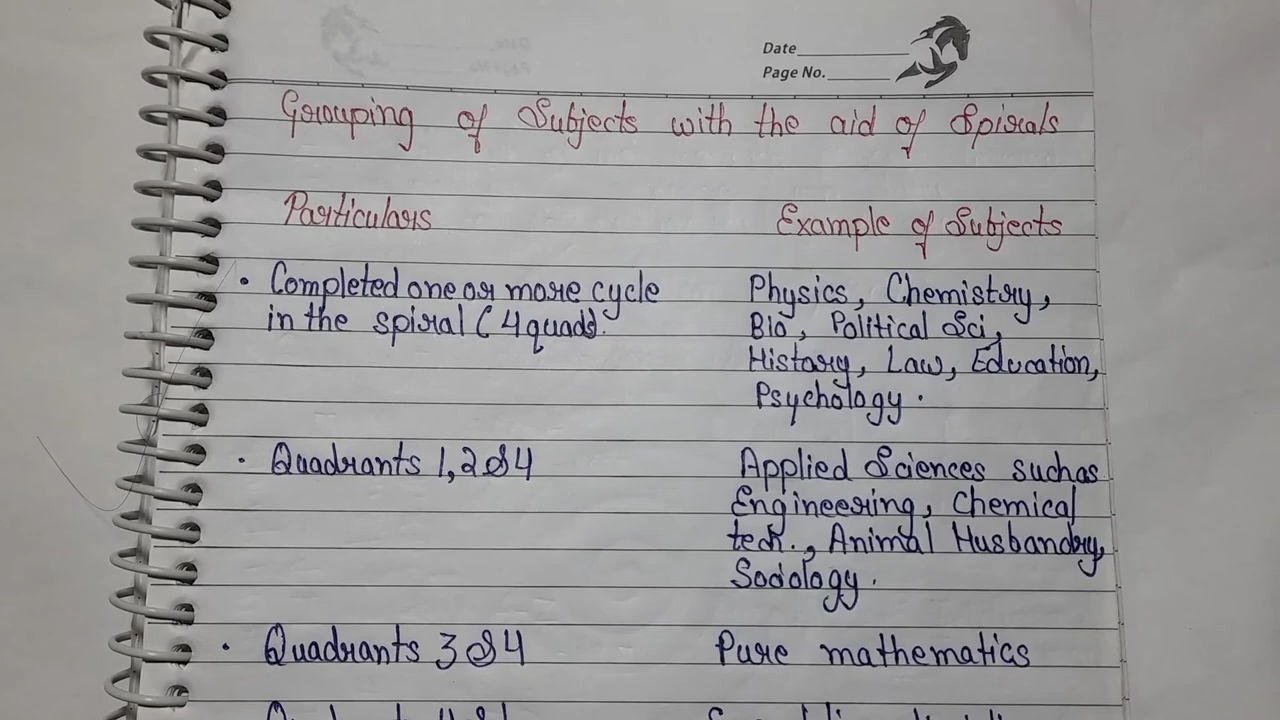 Date
Page No.
Grouping of Subjects with the aid of Spirals
Particulars
Example of Subjects
• Completed one or more cycle
in the spiral (4 quads).
Physics, Chemistry,
Bio, Political Sci,
History, Law, Education,
Psychology.
• Quadrants 1, 2 & 4
Applied Sciences such as
Engineering, Chemical
tech., Animal Husbandry,
Sociology.
• Quadrants 3 & 4
Pure mathematics